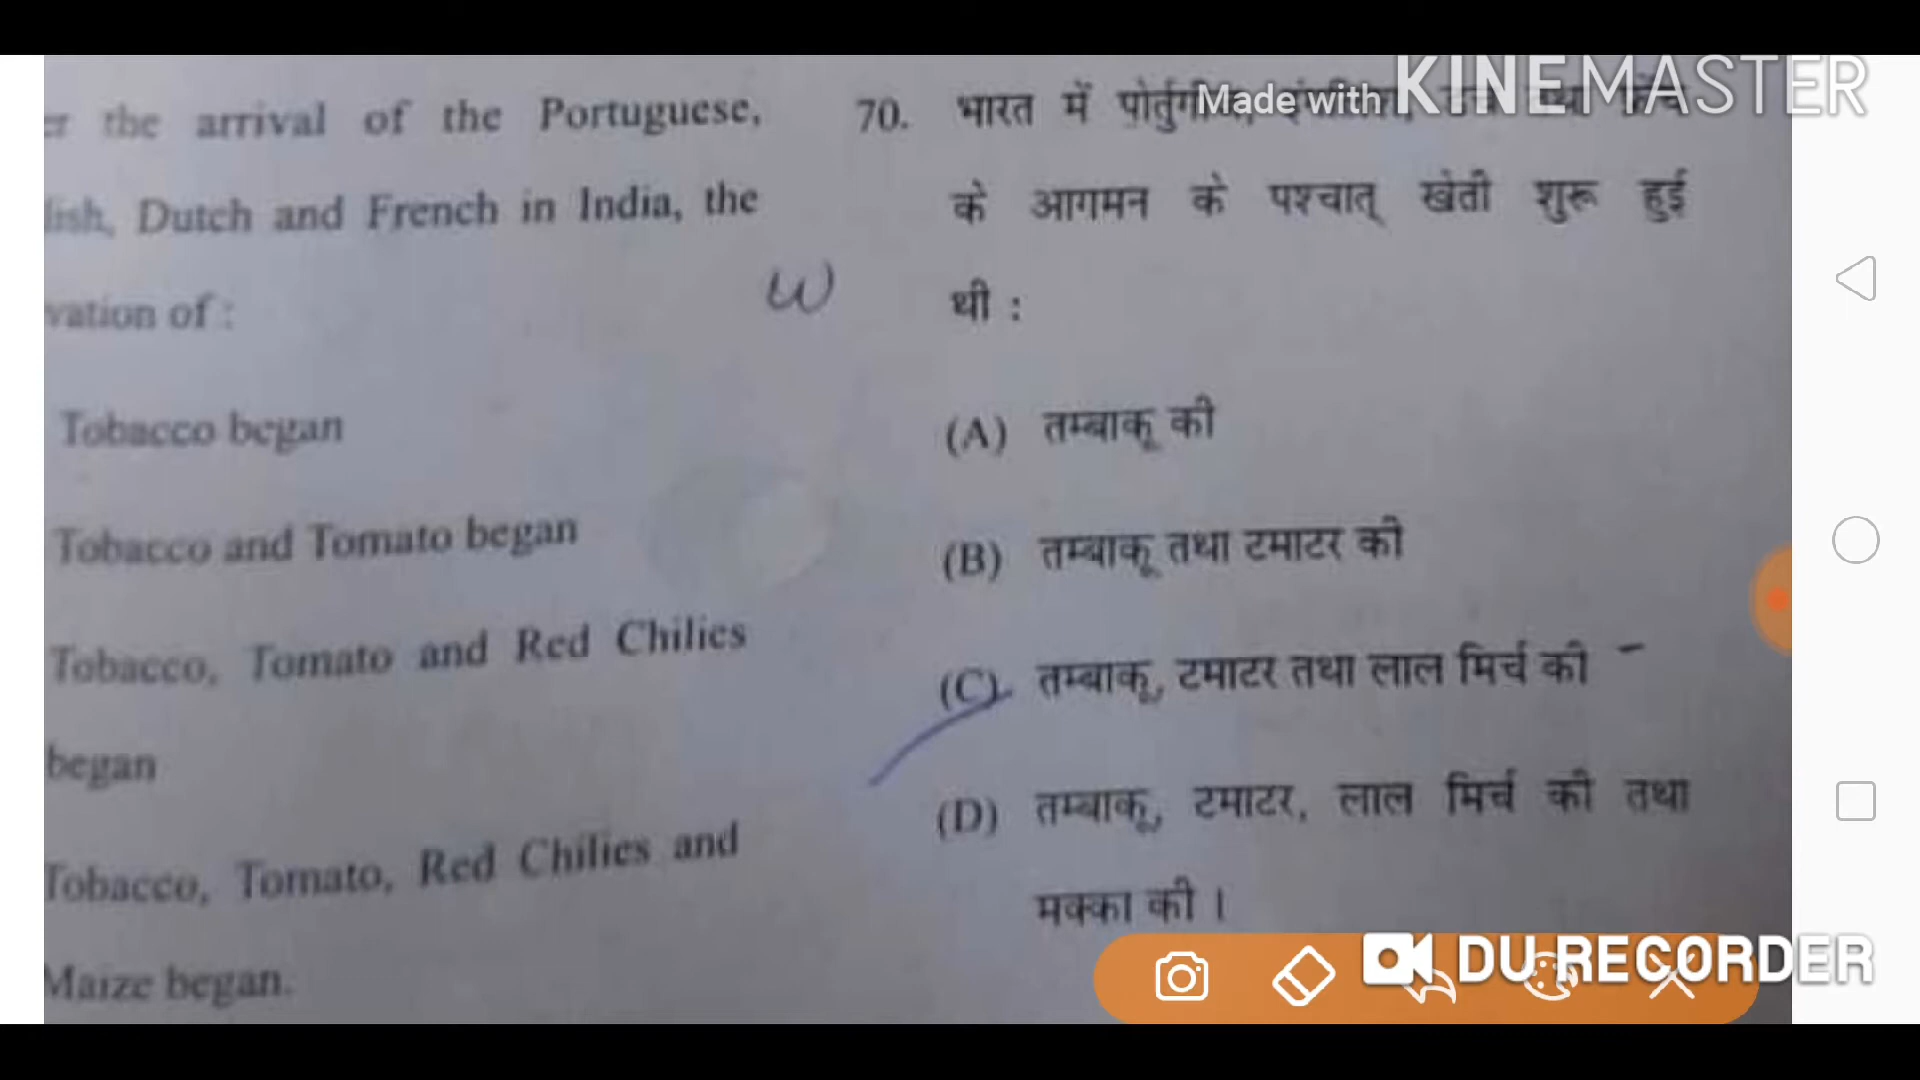 Made with KINEMASTER
the arrival of the Portuguese,
Dutch and French in India, the
of :
Tobacco began
Tobacco and Tomato began
Tobacco, Tomato and Red Chilies
began
Tobacco, Tomato, Red Chilies and
Maize began.
70. भारत में
के आगमन के पश्चात् खेती शुरू हुई
थी :
(A) तम्बाकू की
(B) तम्बाकू तथा टमाटर की
(C) तम्बाकू, टमाटर तथा लाल मिर्च की
(D) तम्बाकू, टमाटर, लाल मिर्च की तथा
मक्का की ।
DU RECORDER